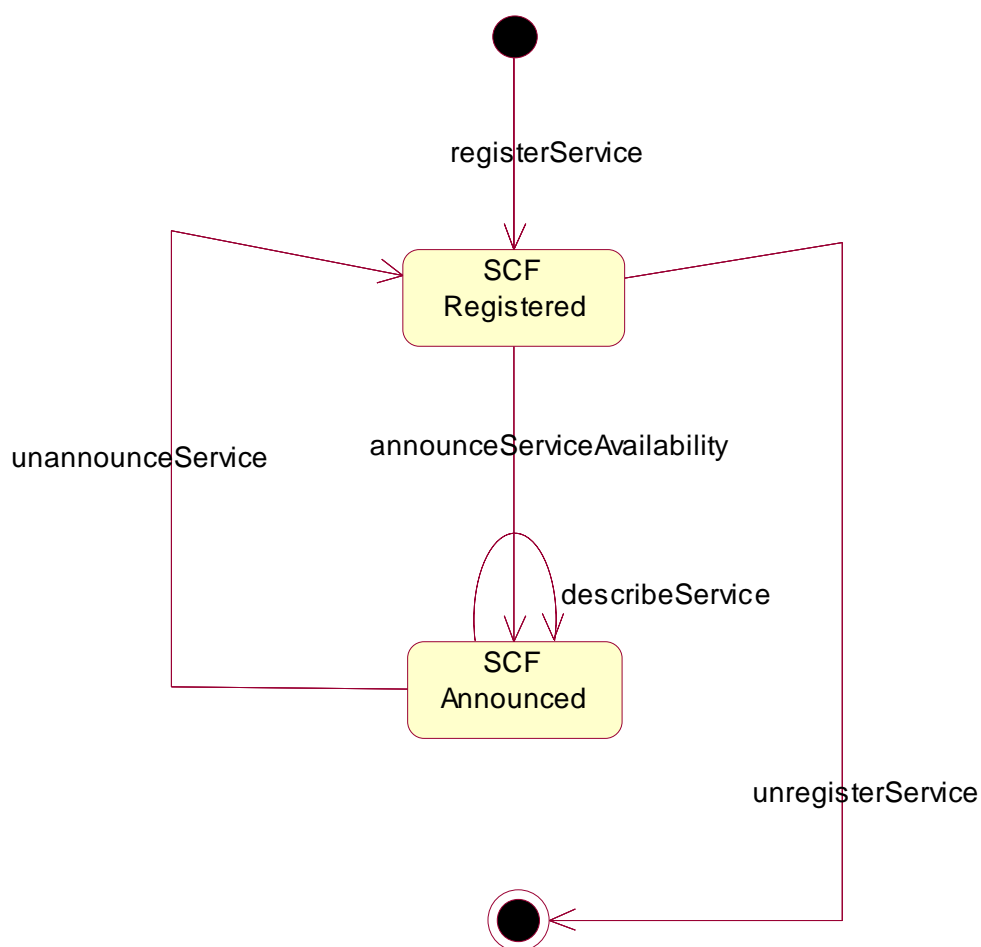 registerService
SCF
Registered
announceServiceAvailability
unannounceService
describeService
SCF
Announced
unregisterService